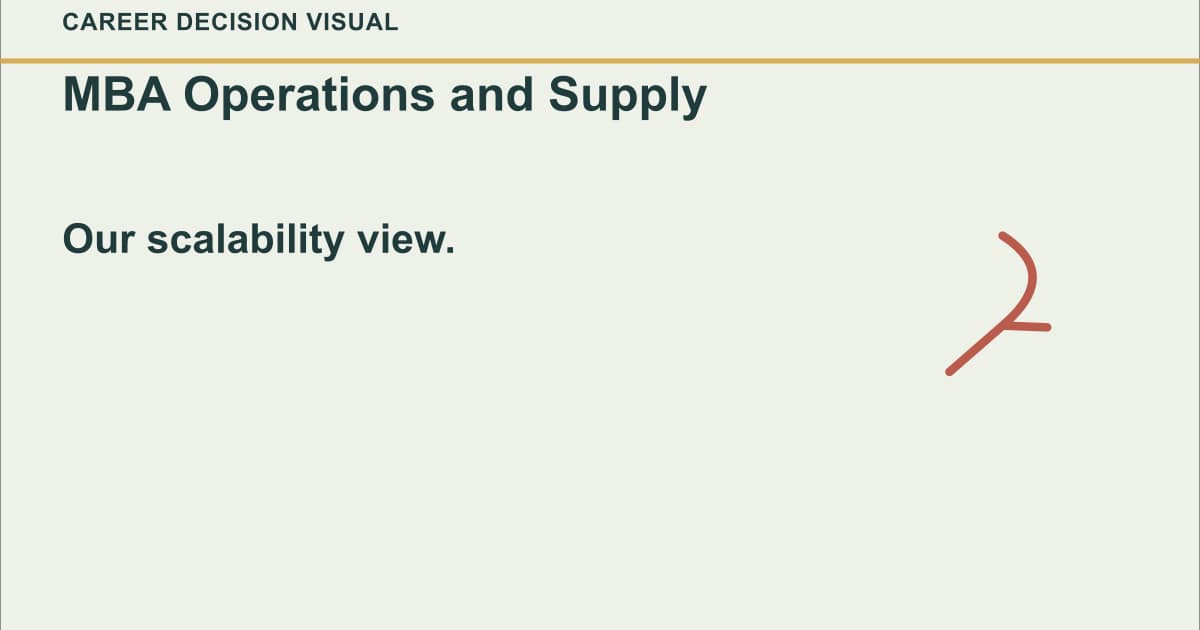 CAREER DECISION VISUAL
MBA Operations and Supply
Our scalability view.